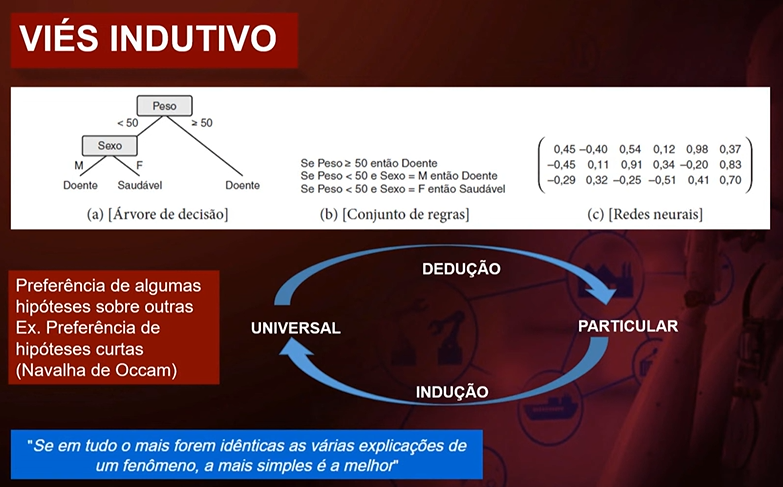 VIÉS INDUTIVO
Peso
< 50
≥ 50
Sexo
M
F
Doente
Saudável
Doente
(a) [Árvore de decisão]
Se Peso ≥ 50 então Doente
Se Peso < 50 e Sexo = M então Doente
Se Peso < 50 e Sexo = F então Saudável
(b) [Conjunto de regras]
0,45 –0,40 0,54 0,12 0,98 0,37
–0,45 0,11 0,91 0,34 –0,20 0,83
–0,29 0,32 –0,25 –0,51 0,41 0,70
(c) [Redes neurais]
Preferência de algumas
hipóteses sobre outras
Ex. Preferência de
hipóteses curtas
(Navalha de Occam)
DEDUÇÃO
UNIVERSAL
PARTICULAR
INDUÇÃO
"Se em tudo o mais forem idênticas as várias explicações de
um fenômeno, a mais simples é a melhor"